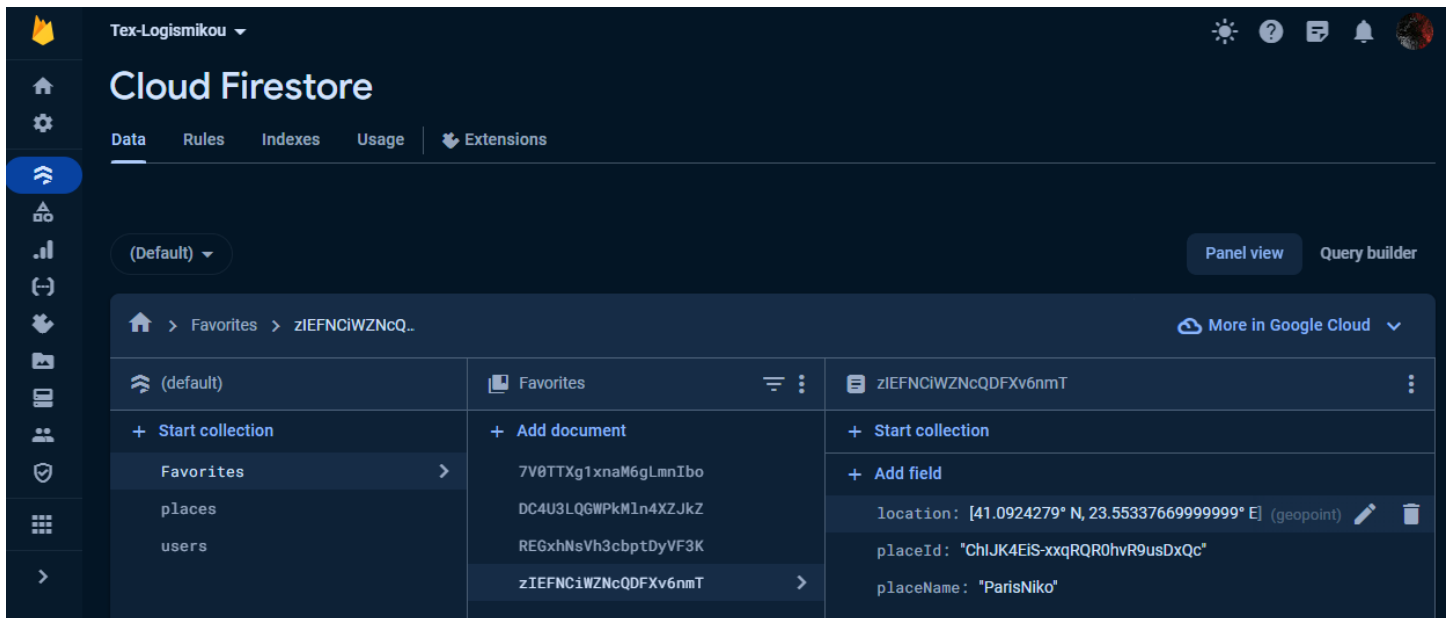 Tex-Logismikou
Cloud Firestore
Data Rules Indexes Usage Extensions
(Default)
Panel view Query builder
Favorites zIEFNCiWZNcQ...
More in Google Cloud
(default)
Favorites
zIEFNCiWZNcQDFXv6nmT
+ Start collection
+ Add document
+ Start collection
Favorites
places
users
7V0TTXg1xnaM6gLmnIbo
DC4U3LQGWPkMln4XZJkZ
REGxhNsVh3cbptDyVF3K
zIEFNCiWZNcQDFXv6nmT
+ Add field
location: [41.0924279° N, 23.55337669999999° E] (geopoint)
placeId: "ChIJK4EiS-xxqRQR0hvR9usDxQc"
placeName: "ParisNiko"